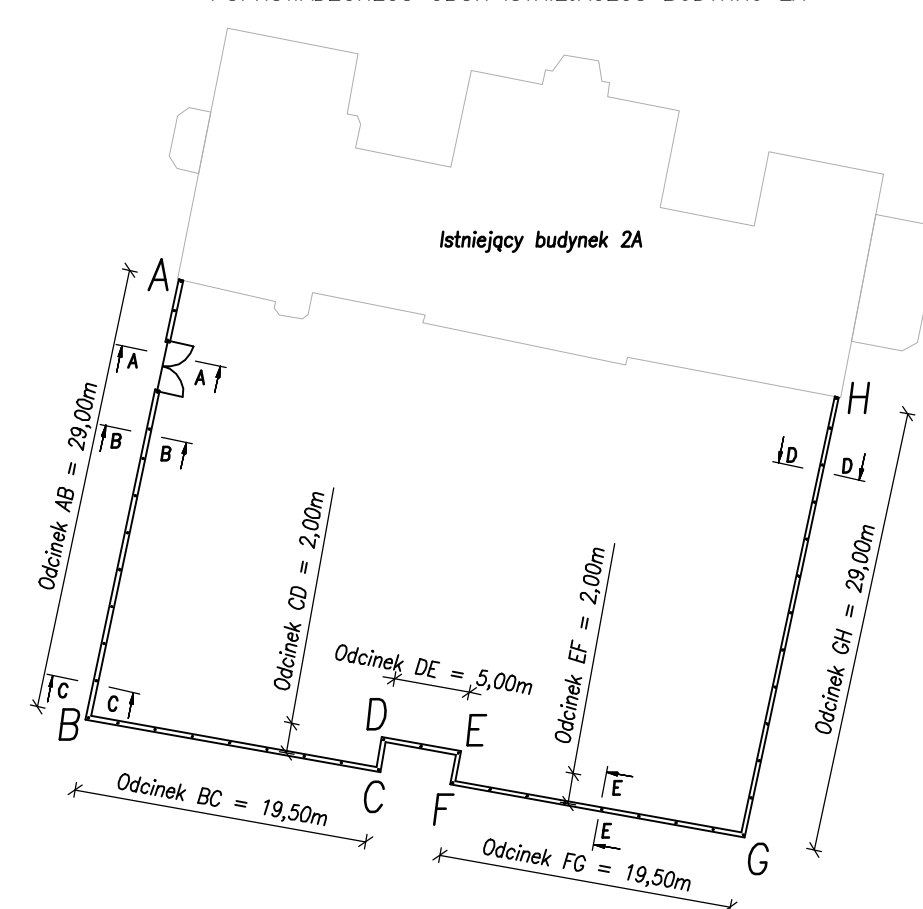 Istniejący budynek 2A
A
H
A
A
B
B
D
D
Odcinek AB = 29,00m
Odcinek CD = 2,00m
Odcinek EF = 2,00m
Odcinek GH = 29,00m
Odcinek DE = 5,00m
C
C
B
D
E
C
F
E
E
G
Odcinek BC = 19,50m
Odcinek FG = 19,50m